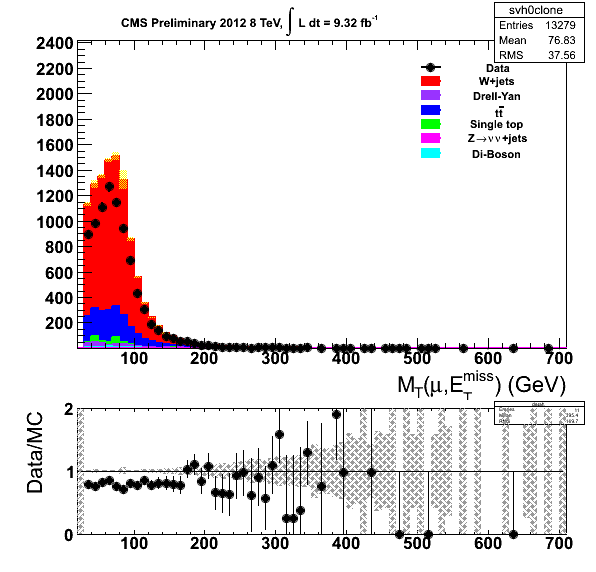 CMS Preliminary 2012 8 TeV, ∫ L dt = 9.32 fb⁻¹
svh0clone
Entries 13279
Mean 76.83
RMS 37.56
2400
2200
2000
1800
1600
1400
1200
1000
800
600
400
200
Data
W+jets
Drell-Yan
tt̅
Single top
Z→νν+jets
Di-Boson
100 200 300 400 500 600 700
M_T(μ,E_T^miss) (GeV)
Data/MC
2
1
0
Entries
Mean
RMS
100 200 300 400 500 600 700